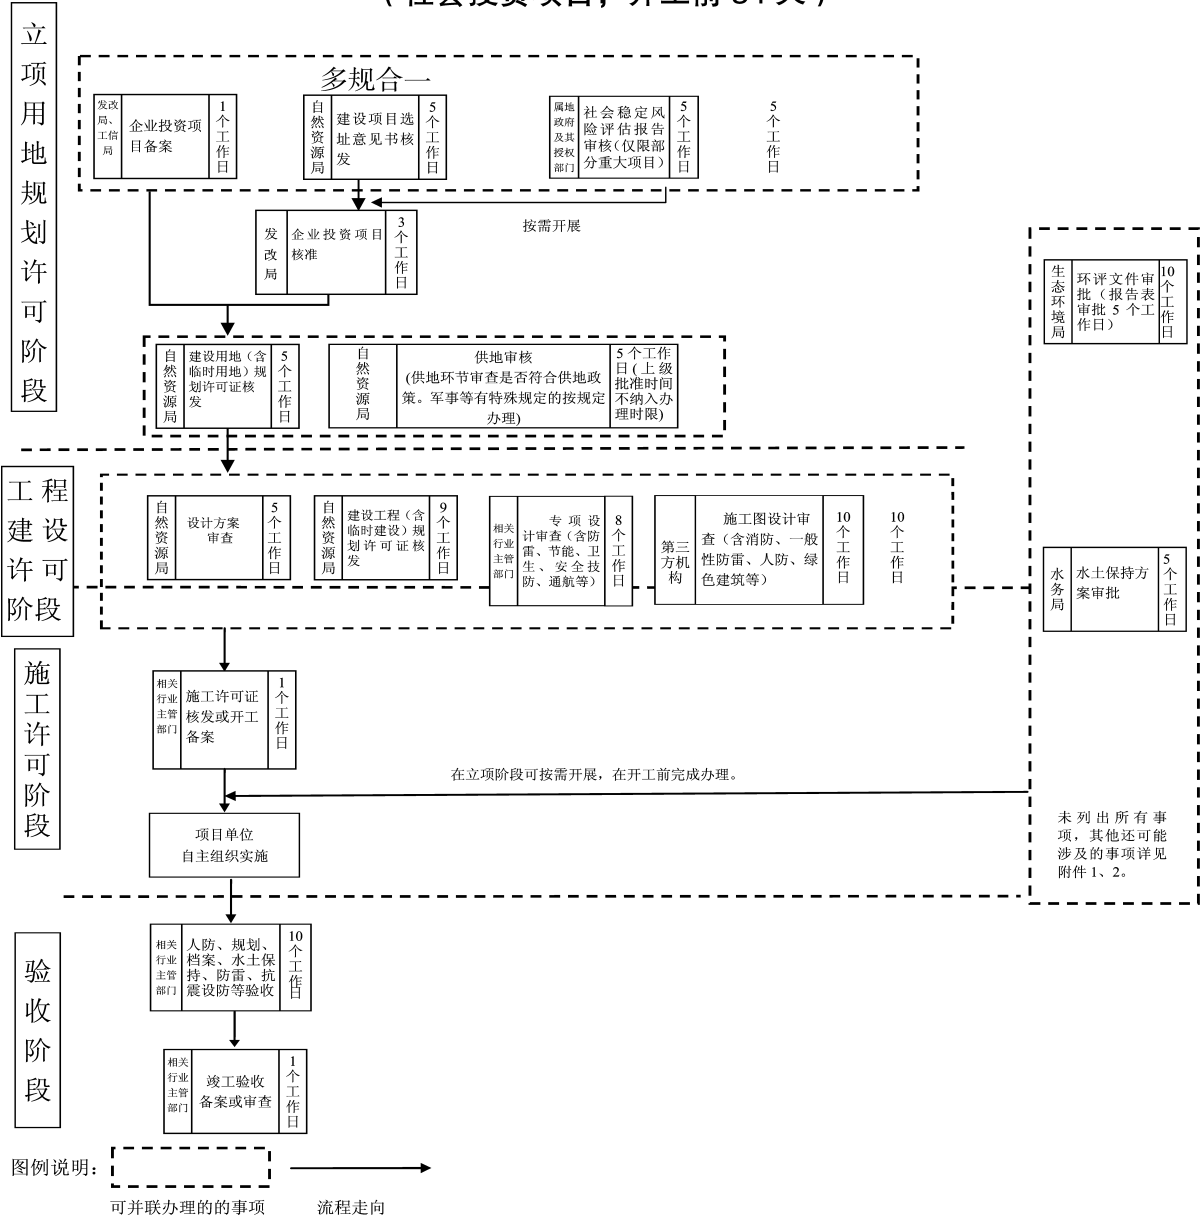 立项用地规划许可阶段
多规合一
发改
局、
工信
局
企业投资项
目备案
1个工作日
自然资源局
建设项目选
址意见书核
发
5个工作日
属地
政府
及其
授权
部门
社会稳定风
险评估报告
审核(仅限部
分重大项目)
5个工作日
5个工作日
发改局
企业投资项目
核准
3个工作日
按需开展
自然资源局
建设用地（含
临时用地）规
划许可证核
发
5个工作日
自然资源局
供地审核
(供地环节审查是否符合供地政
策。军事等有特殊规定的按规定
办理)
5个工作
日(上级
批准时间
不纳入办
理时限)
生态环境局
环评文件审
批（报告表
审批 5 个工
作日）
10个工作日
工程
建设
许可
阶段
自然资源局
设计方案
审查
5个工作日
自然资源局
建设工程（含
临时建设）规
划许可证核
发
9个工作日
相关
行业
主管
部门
专项设
计审查（含防
雷、节能、卫
生、安全技
防、通航等）
8个工作日
第三方机构
施工图设计审
查（含消防、一般
性防雷、人防、绿
色建筑等）
10个工作日
10个工作日
水务局
水土保持方
案审批
5个工作日
施工许可阶段
相关
行业
主管
部门
施工许可证
核发或开工
备案
1个工作日
在立项阶段可按需开展，在开工前完成办理。
项目单位
自主组织实施
未列出所有事
项，其他还可能
涉及的事项详见
附件 1、2。
验收阶段
相关
行业
主管
部门
人防、规划、
档案、水土保
持、防雷、抗
震设防等验收
10个工作日
相关
行业
主管
部门
竣工验收
备案或审查
1个工作日
图例说明：
可并联办理的的事项
流程走向